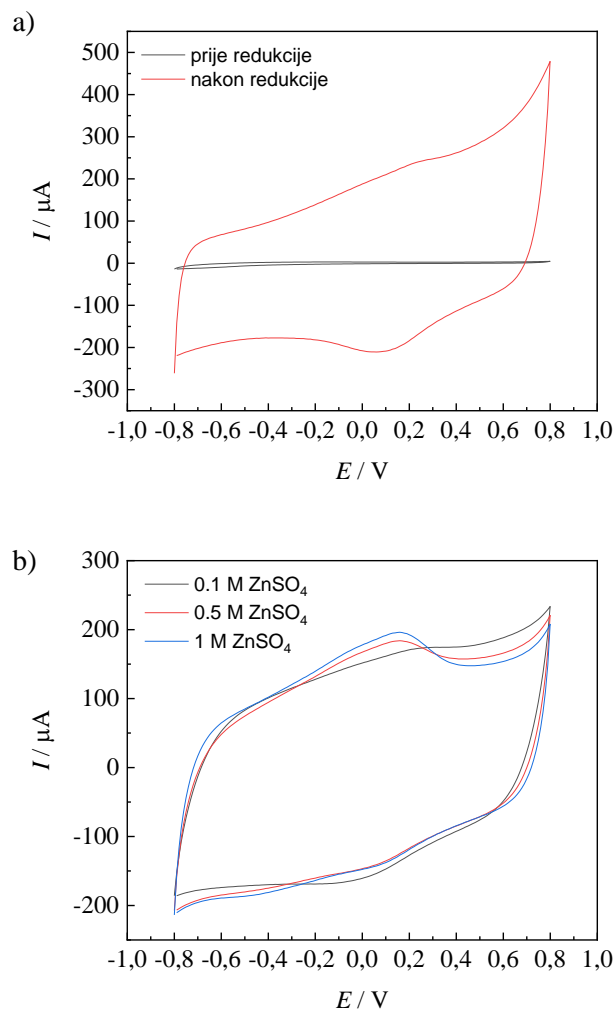 a)
500
400
300
200
100
0
-100
-200
-300
I / μA
prije redukcije
nakon redukcije
-1,0 -0,8 -0,6 -0,4 -0,2 0,0 0,2 0,4 0,6 0,8 1,0
E / V
b)
300
200
100
0
-100
-200
I / μA
0.1 M ZnSO₄
0.5 M ZnSO₄
1 M ZnSO₄
-1,0 -0,8 -0,6 -0,4 -0,2 0,0 0,2 0,4 0,6 0,8 1,0
E / V